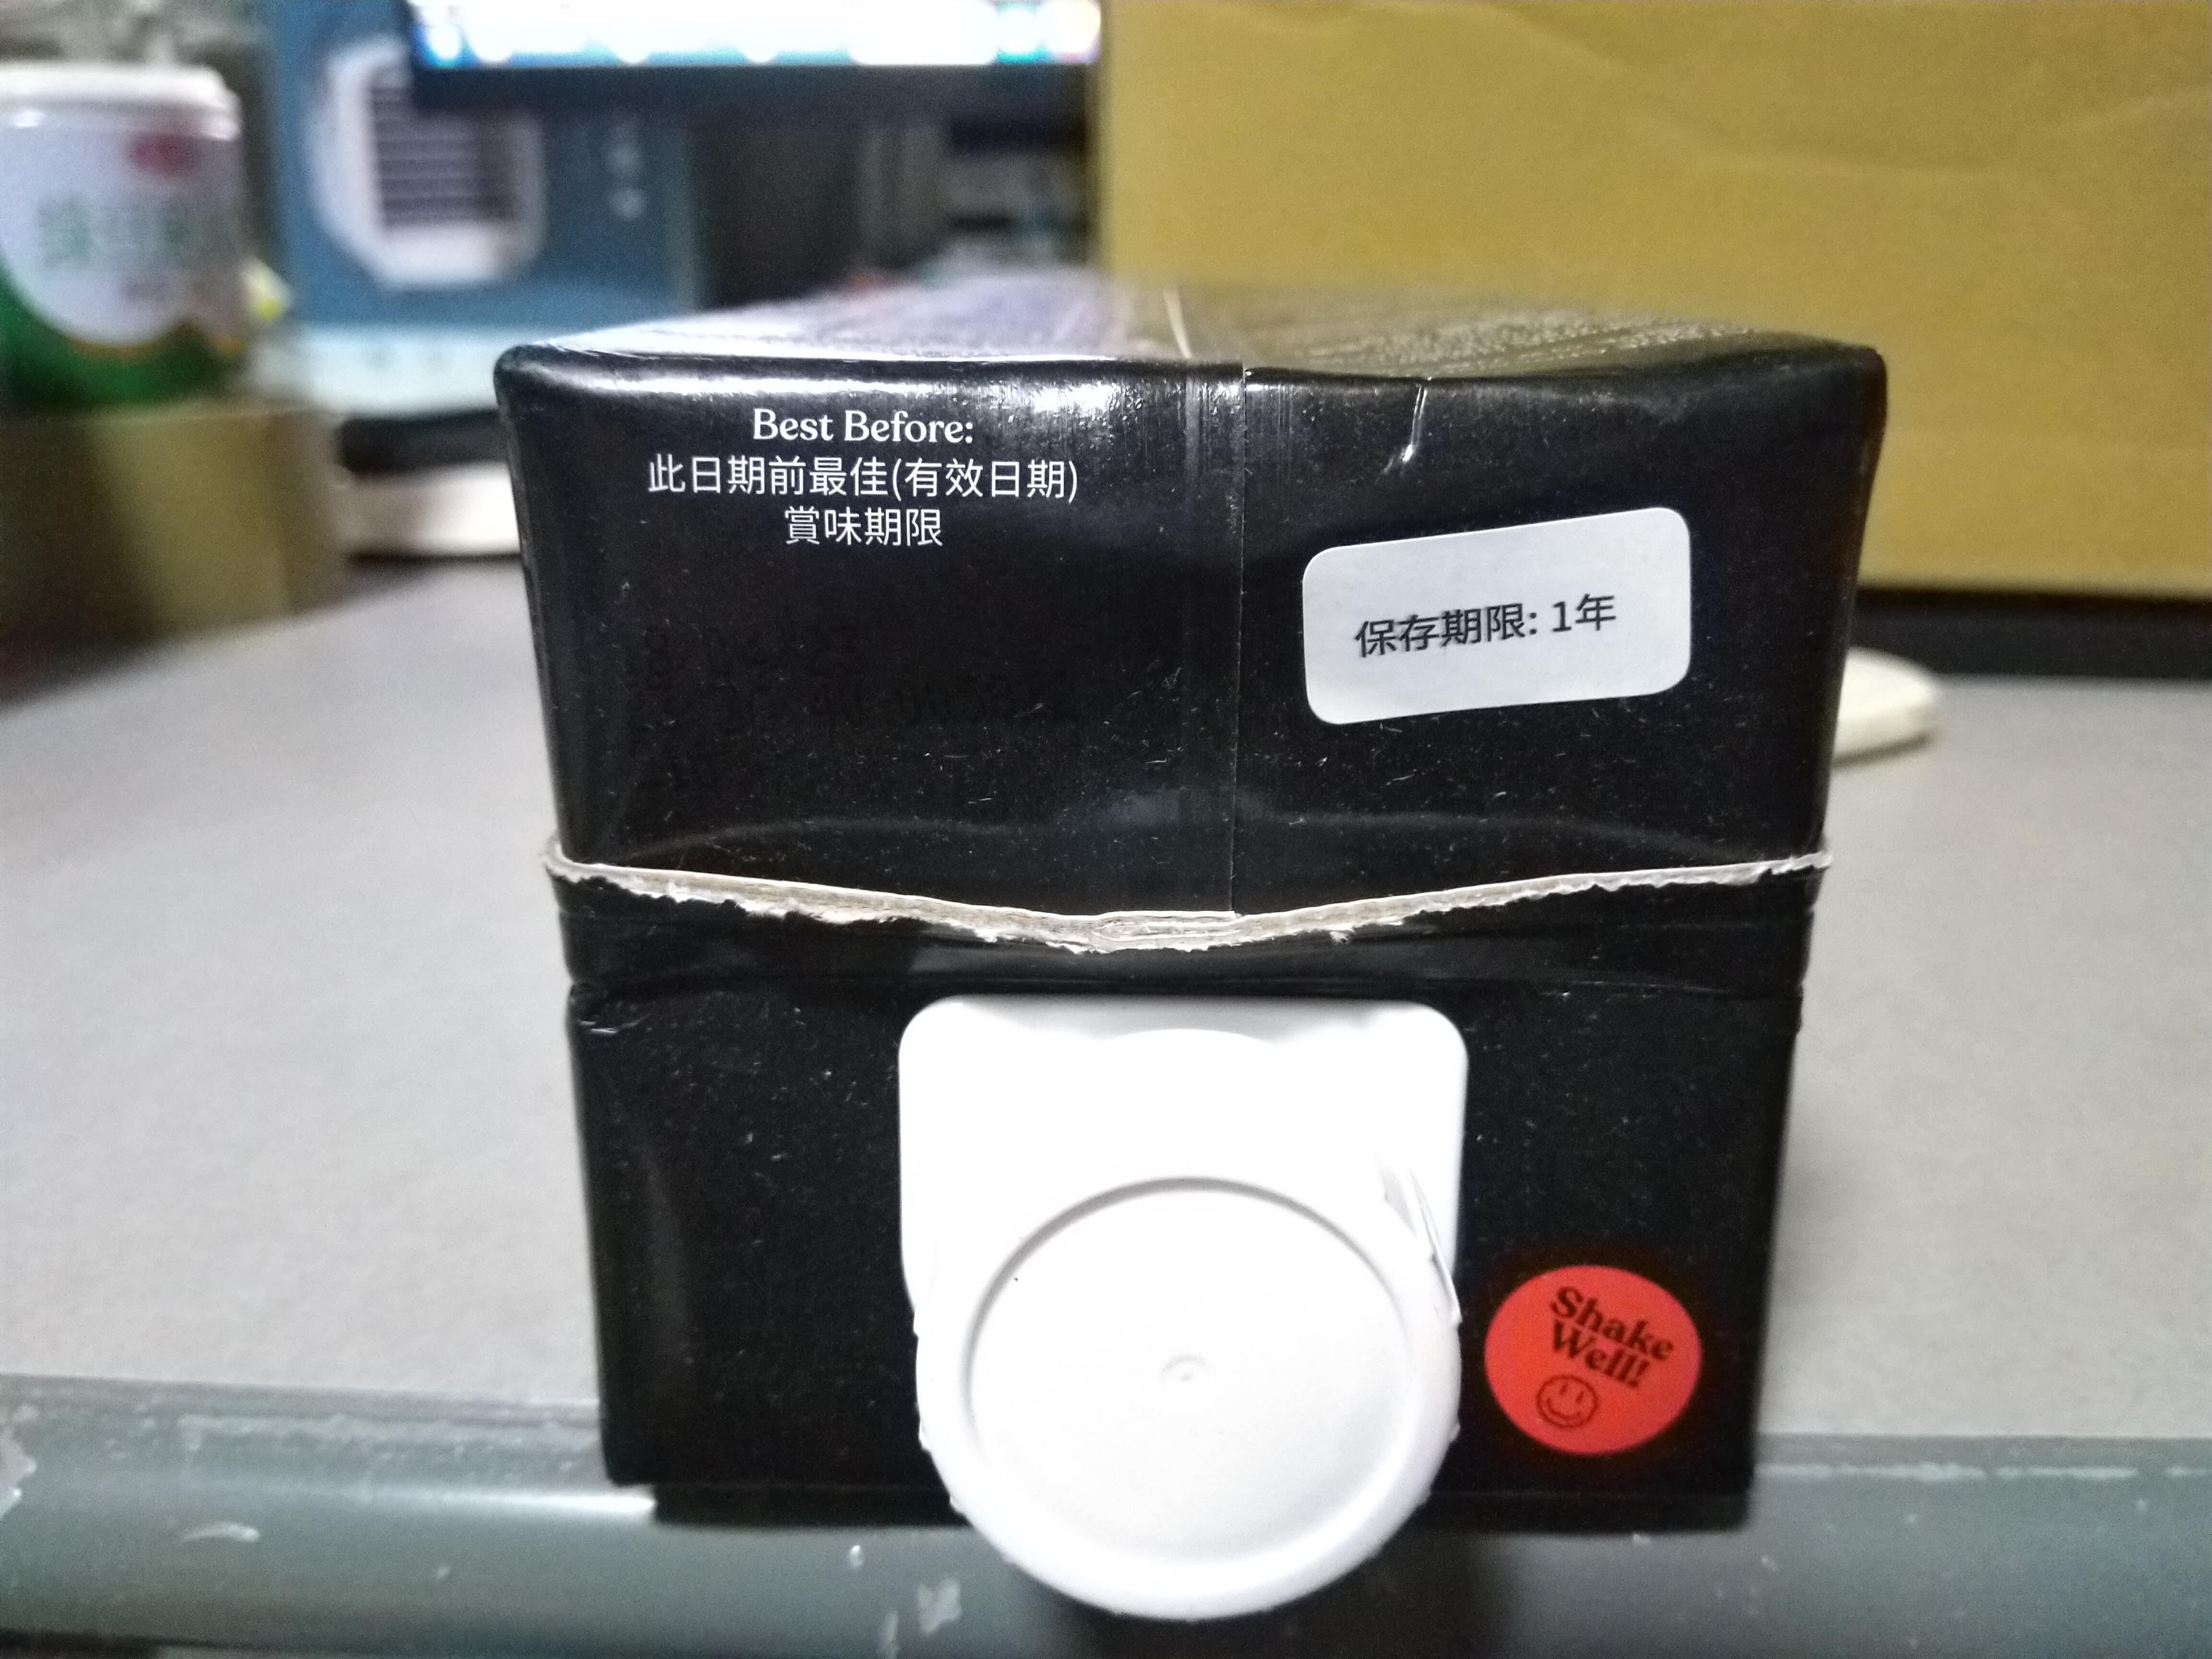 Best Before:
此日期前最佳(有效日期)
賞味期限
保存期限: 1年
Shake
Well!